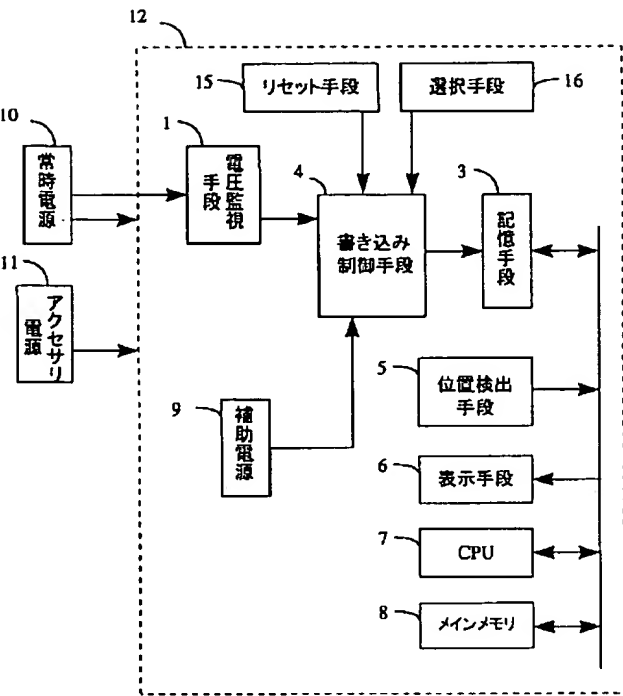 12
15
リセット手段
選択手段
16
10
常時電源
1
電圧監視
手段
4
書き込み
制御手段
3
記憶手段
11
アクセサリ
電源
5
位置検出
手段
9
補助電源
6
表示手段
7
CPU
8
メインメモリ